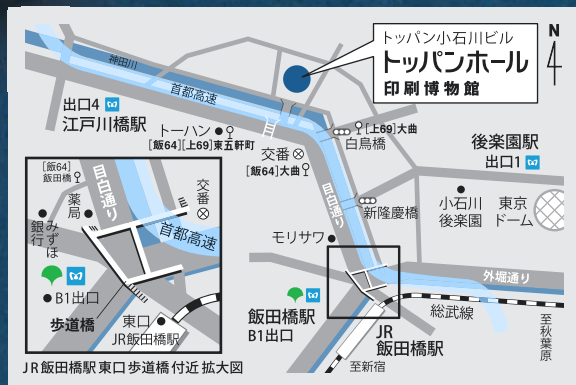 トッパン小石川ビル
トッパンホール
印刷博物館
N
神田川
首都高速
出口4
江戸川橋駅
トーハン
[上69]大曲
白鳥橋
[飯64][上69]東五軒町
交番
[飯64]大曲
後楽園駅
出口1
目白通り
新隆慶橋
小石川
後楽園
東京
ドーム
モリサワ
外堀通り
飯田橋駅
B1出口
JR
飯田橋駅
総武線
至秋葉原
至新宿
[飯64]
飯田橋
目白通り
交番
薬局
みずほ
銀行
首都高速
B1出口
歩道橋
東口
JR飯田橋駅
JR飯田橋駅東口歩道橋付近 拡大図